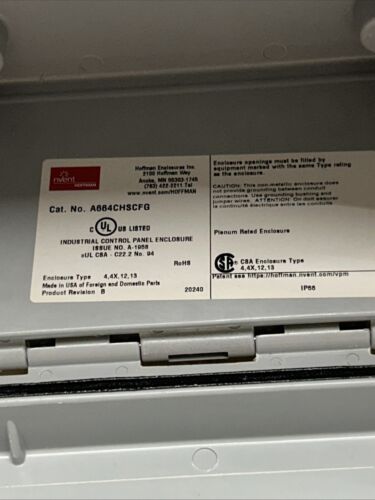 nvent
HOFFMAN
Hoffman Enclosures Inc.
2100 Hoffman Way
Anoka, MN 55303-1745
(763) 422-2211 Tel
www.nvent.com/HOFFMAN
Cat. No. A664CHSCFG
C UL US LISTED
INDUSTRIAL CONTROL PANEL ENCLOSURE
ISSUE NO. A-1958
cUL CSA - C22.2 No. 94
RoHS
Enclosure Type 4,4X,12,13
Made in USA of Foreign and Domestic Parts
Product Revision B 20240
Enclosure openings must be filled by
equipment marked with the same Type rating
as the enclosure.
CAUTION: This non-metallic enclosure does
not provide grounding between conduit
connections. Use grounding bushing and
jumper wires. ATTENTION: Ce boitier
Plenum Rated Enclosure
CSA Enclosure Type
4,4X,12,13
Patent see https://hoffman.nvent.com/vpm
IP66